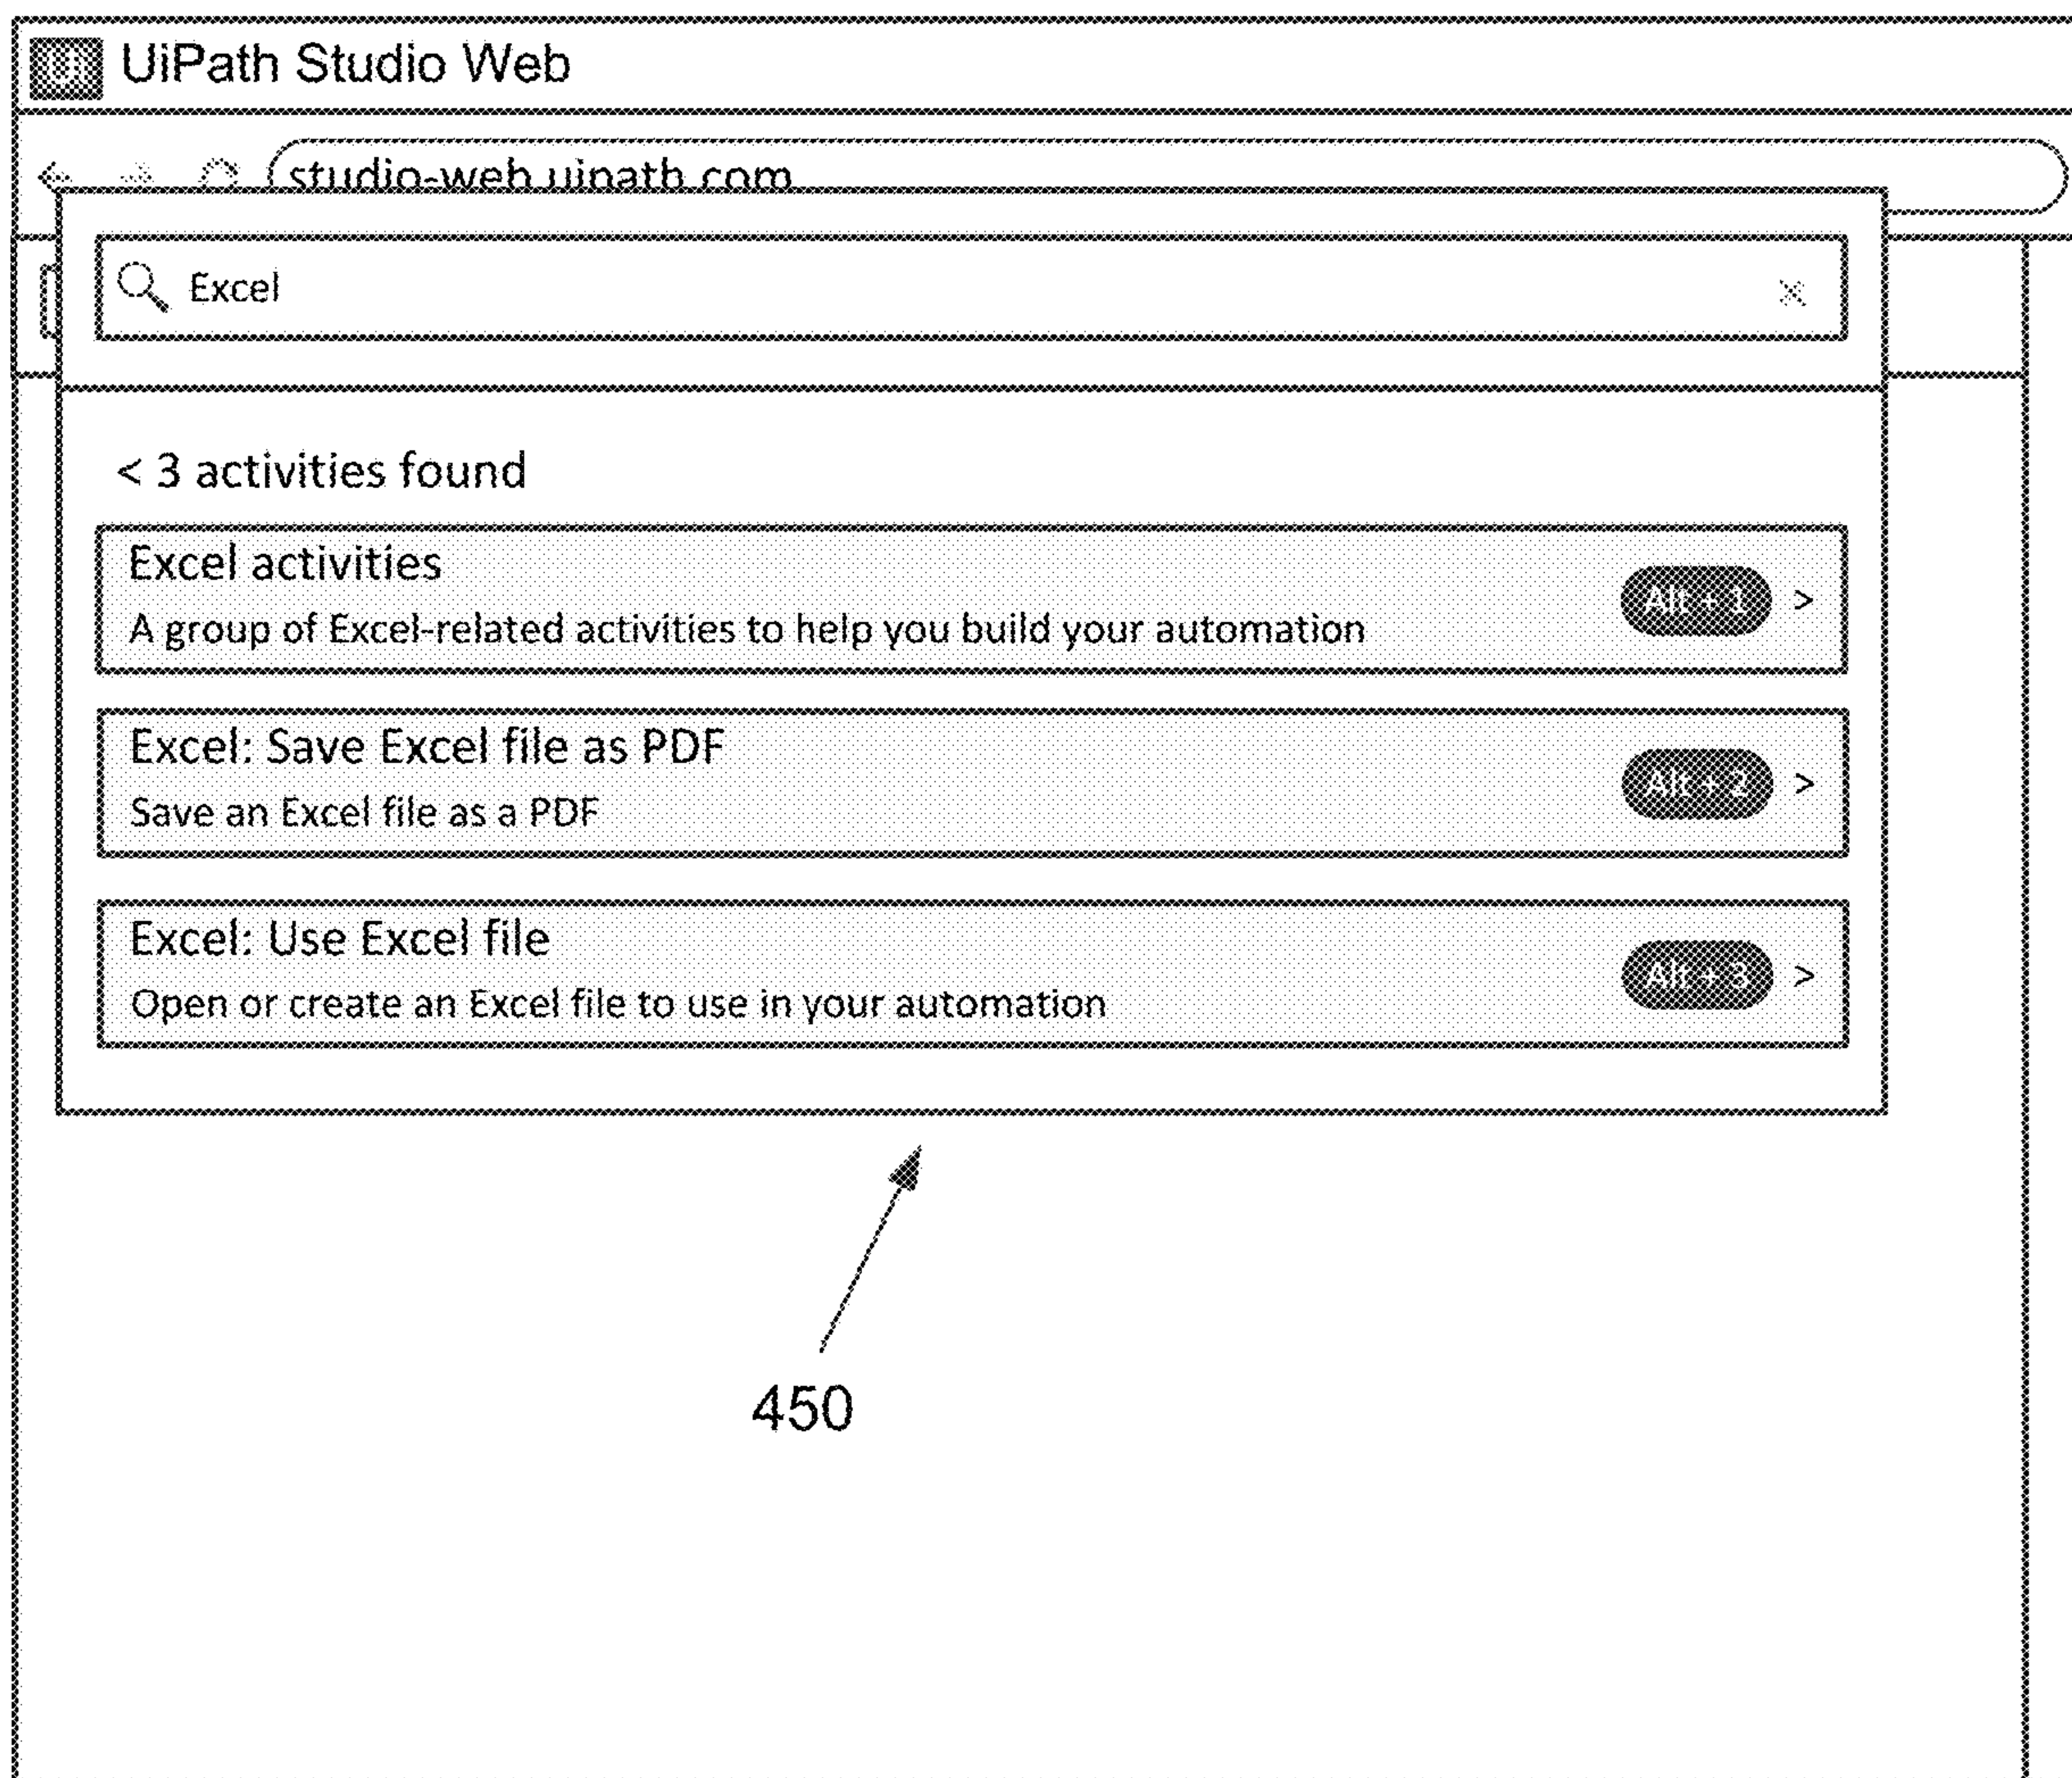 UiPath Studio Web
studio-web.uipath.com
Excel
< 3 activities found
Excel activities
A group of Excel-related activities to help you build your automation
Alt + 1 >
Excel: Save Excel file as PDF
Save an Excel file as a PDF
Alt + 2 >
Excel: Use Excel file
Open or create an Excel file to use in your automation
Alt + 3 >
450